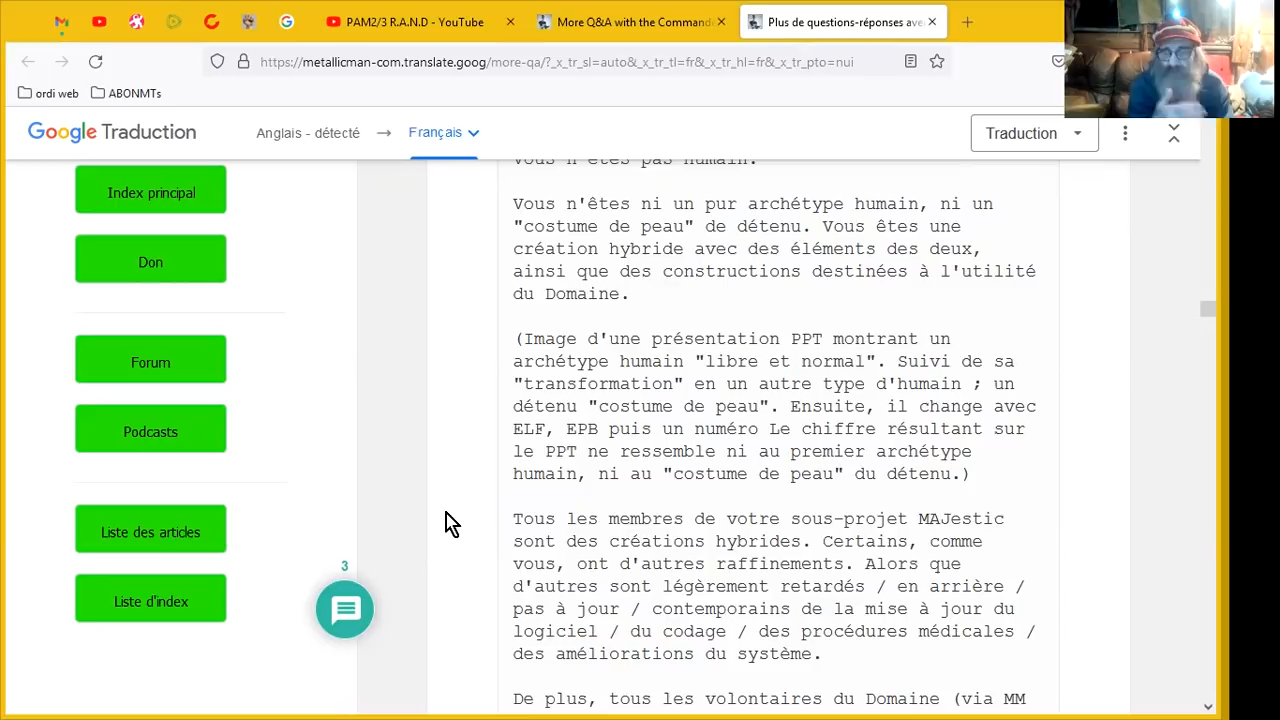 PAM2/3 R.A.N.D - YouTube
More Q&A with the Command
Plus de questions-réponses ave
https://metallicman-com.translate.goog/more-qa/?_x_tr_sl=auto&_x_tr_tl=fr&_x_tr_hl=fr&_x_tr_pto=nui
ordi web
ABONMTs
Google Traduction
Anglais - détecté
Français
Traduction
Index principal
Don
Forum
Podcasts
Liste des articles
Liste d'index
3
Vous n'êtes pas humain.
Vous n'êtes ni un pur archétype humain, ni un
"costume de peau" de détenu. Vous êtes une
création hybride avec des éléments des deux,
ainsi que des constructions destinées à l'utilité
du Domaine.
(Image d'une présentation PPT montrant un
archétype humain "libre et normal". Suivi de sa
"transformation" en un autre type d'humain ; un
détenu "costume de peau". Ensuite, il change avec
ELF, EPB puis un numéro Le chiffre résultant sur
le PPT ne ressemble ni au premier archétype
humain, ni au "costume de peau" du détenu.)
Tous les membres de votre sous-projet MAJestic
sont des créations hybrides. Certains, comme
vous, ont d'autres raffinements. Alors que
d'autres sont légèrement retardés / en arrière /
pas à jour / contemporains de la mise à jour du
logiciel / du codage / des procédures médicales /
des améliorations du système.
De plus, tous les volontaires du Domaine (via MM